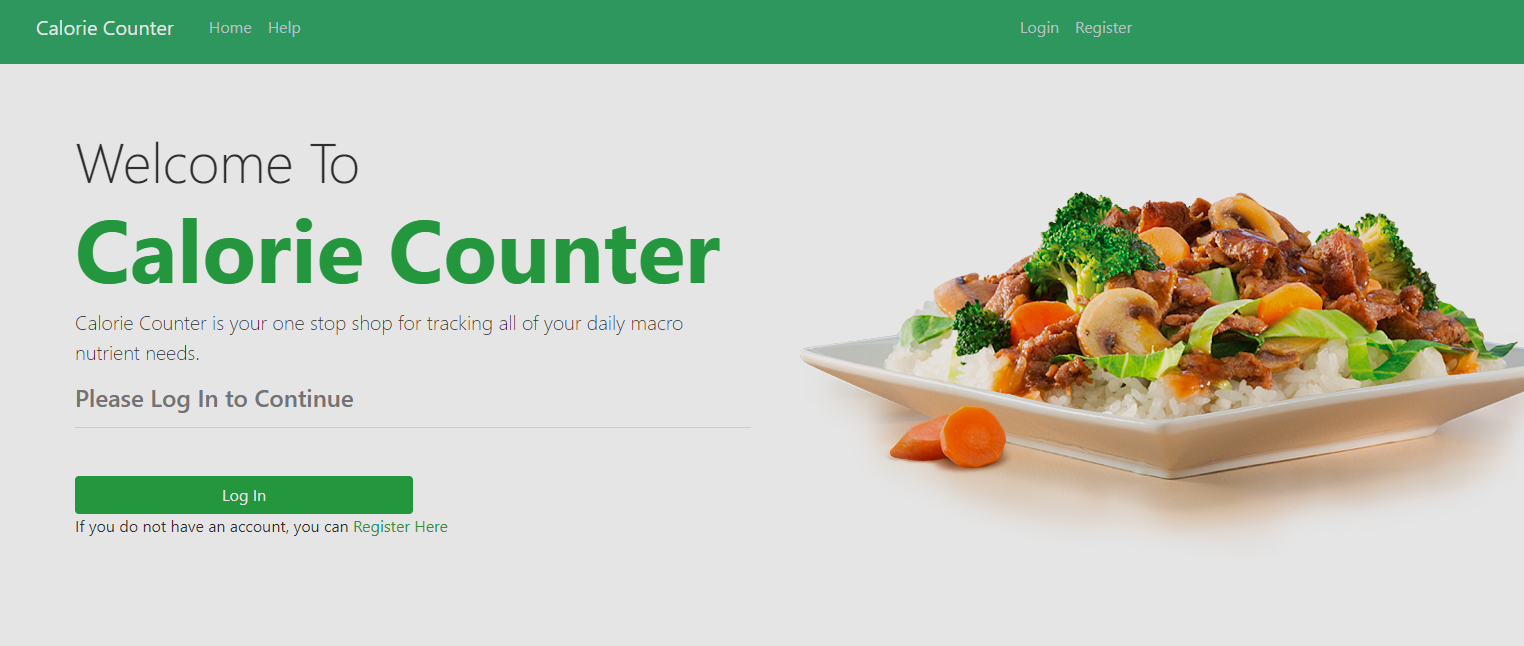 Calorie Counter Home Help Login Register
Welcome To
Calorie Counter
Calorie Counter is your one stop shop for tracking all of your daily macro
nutrient needs.
Please Log In to Continue
Log In
If you do not have an account, you can Register Here